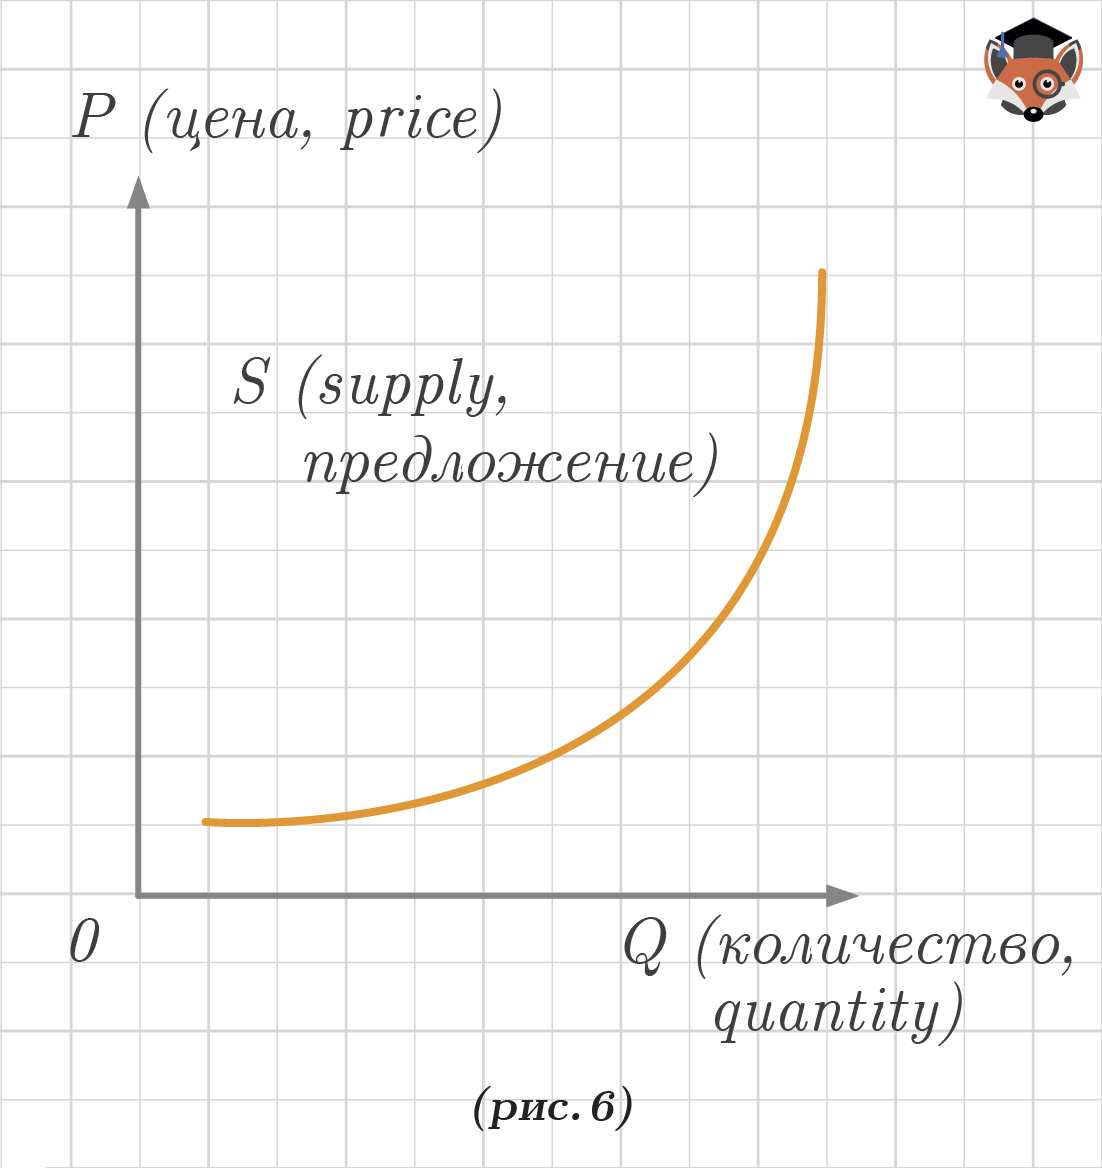 P (цена, price)
S (supply,
предложение)
0
Q (количество,
quantity)
(рис. 6)